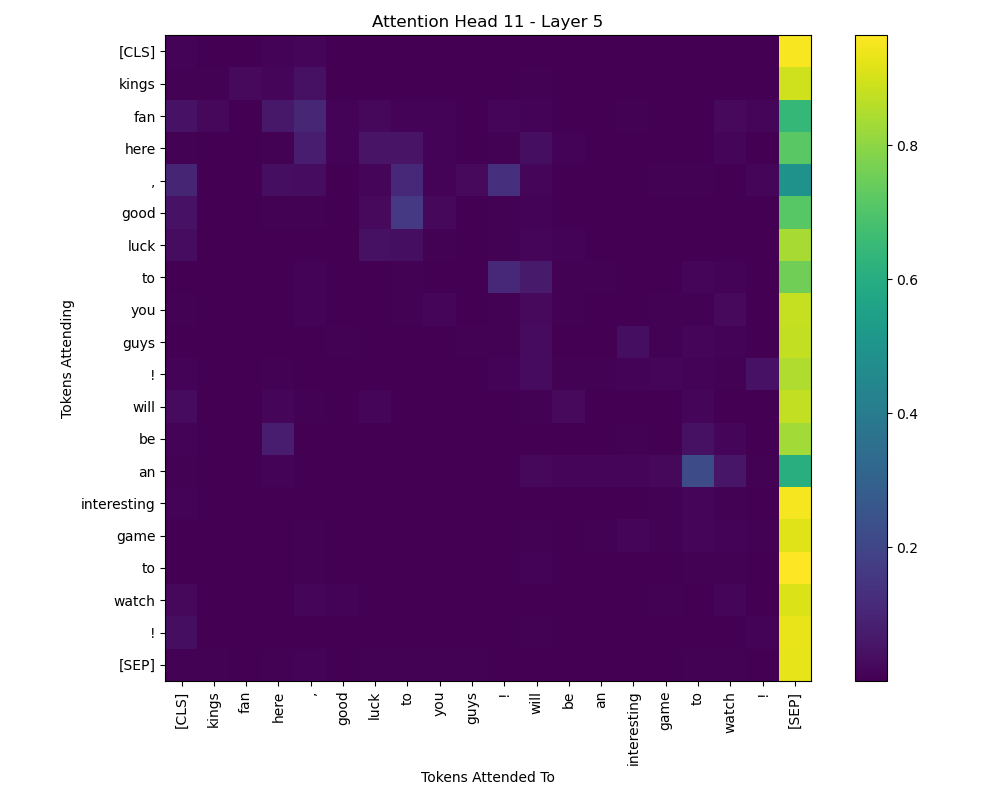 Attention Head 11 - Layer 5
Tokens Attending
[CLS]
kings
fan
here
,
good
luck
to
you
guys
!
will
be
an
interesting
game
to
watch
!
[SEP]
[CLS]
kings
fan
here
,
good
luck
to
you
guys
!
will
be
an
interesting
game
to
watch
!
[SEP]
Tokens Attended To
0.8
0.6
0.4
0.2